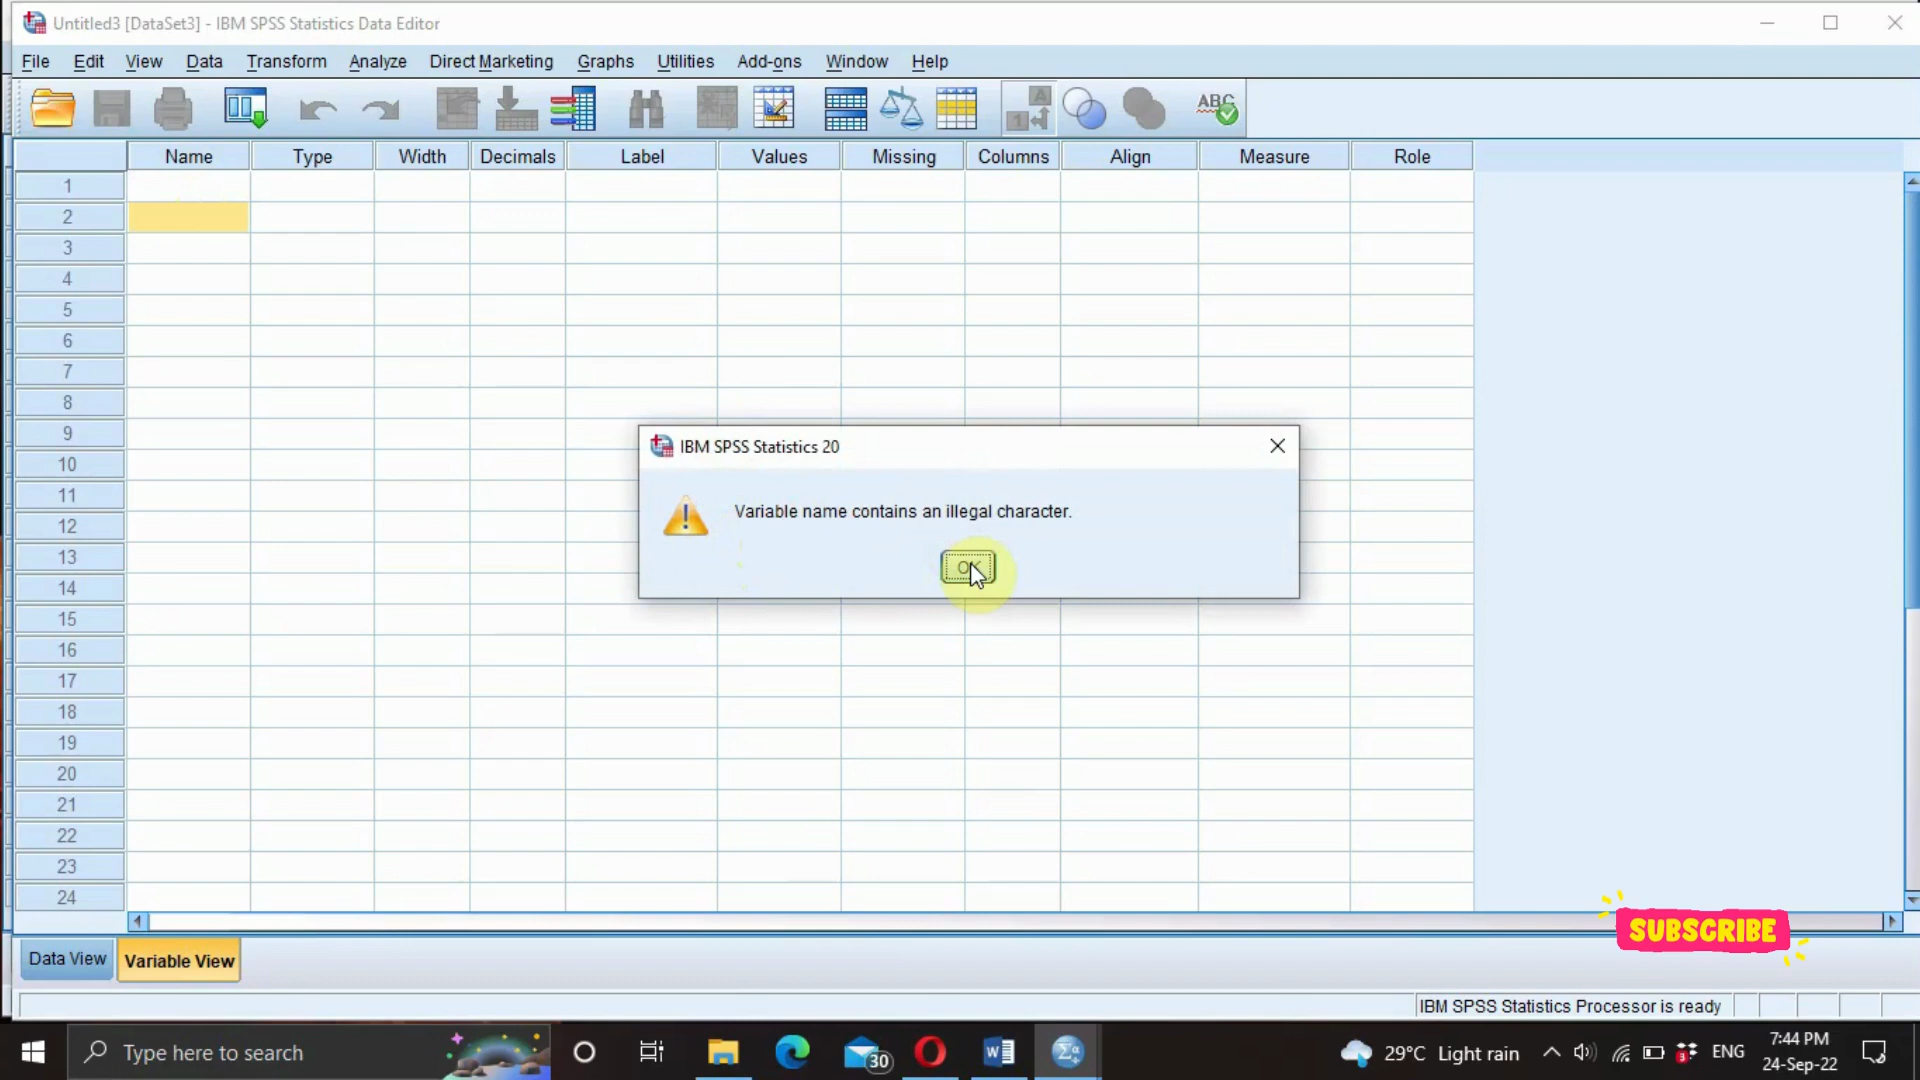 Untitled3 [DataSet3] - IBM SPSS Statistics Data Editor
File Edit View Data Transform Analyze Direct Marketing Graphs Utilities Add-ons Window Help
ABC
Name Type Width Decimals Label Values Missing Columns Align Measure Role
1
2
3
4
5
6
7
8
9
10
11
12
13
14
15
16
17
18
19
20
21
22
23
24
IBM SPSS Statistics 20
Variable name contains an illegal character.
OK
SUBSCRIBE
Data View Variable View
IBM SPSS Statistics Processor is ready
Type here to search
30
29°C Light rain
ENG
7:44 PM
24-Sep-22